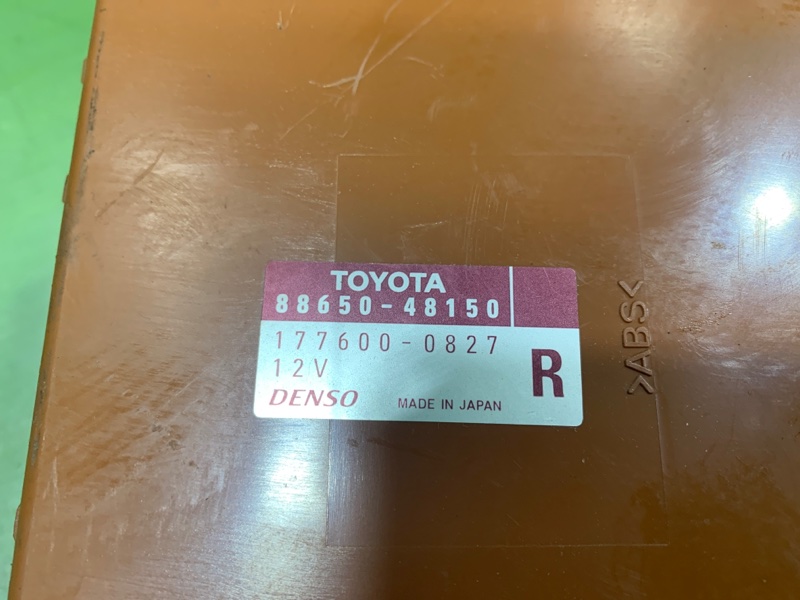 TOYOTA
88650-48150
177600-0827
12V
R
DENSO MADE IN JAPAN
>ABS<